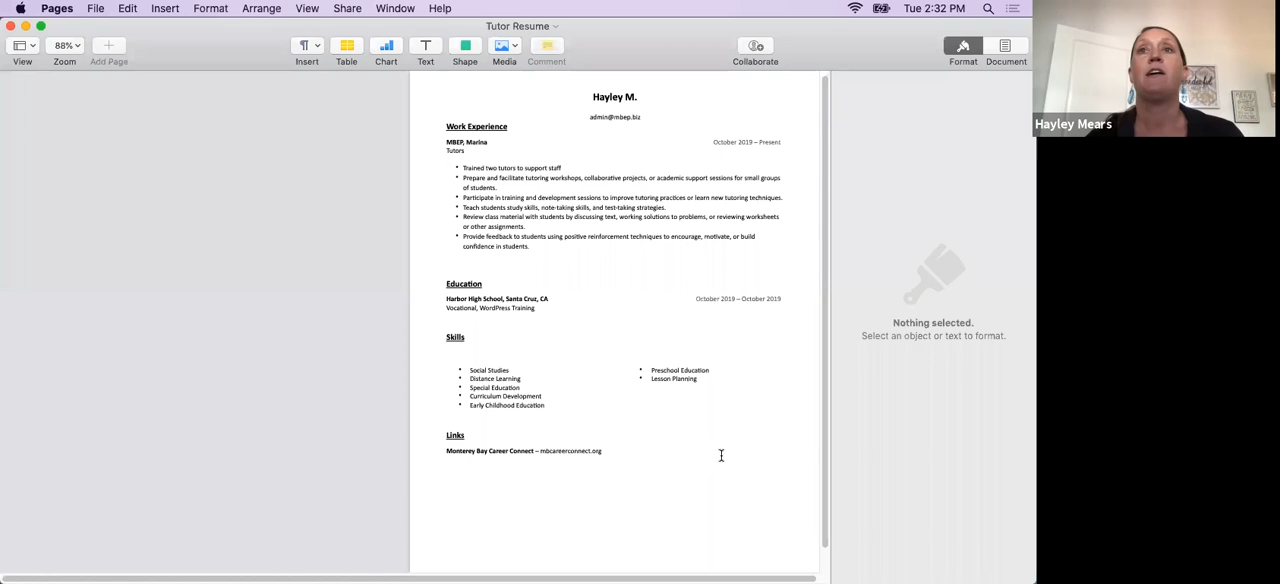 Pages File Edit Insert Format Arrange View Share Window Help Tue 2:32 PM
Tutor Resume
88%
View Zoom Add Page Insert Table Chart Text Shape Media Comment Collaborate Format Document
Hayley M.
admin@mbep.biz
Work Experience
MBEP, Marina October 2019 – Present
Tutors
• Trained two tutors to support staff
• Prepare and facilitate tutoring workshops, collaborative projects, or academic support sessions for small groups
of students.
• Participate in training and development sessions to improve tutoring practices or learn new tutoring techniques.
• Teach students study skills, note-taking skills, and test-taking strategies.
• Review class material with students by discussing text, working solutions to problems, or reviewing worksheets
or other assignments.
• Provide feedback to students using positive reinforcement techniques to encourage, motivate, or build
confidence in students.
Education
Harbor High School, Santa Cruz, CA October 2019 – October 2019
Vocational, WordPress Training
Skills
• Social Studies
• Distance Learning
• Special Education
• Curriculum Development
• Early Childhood Education
• Preschool Education
• Lesson Planning
Links
Monterey Bay Career Connect – mbcareerconnect.org
Nothing selected.
Select an object or text to format.
Hayley Mears